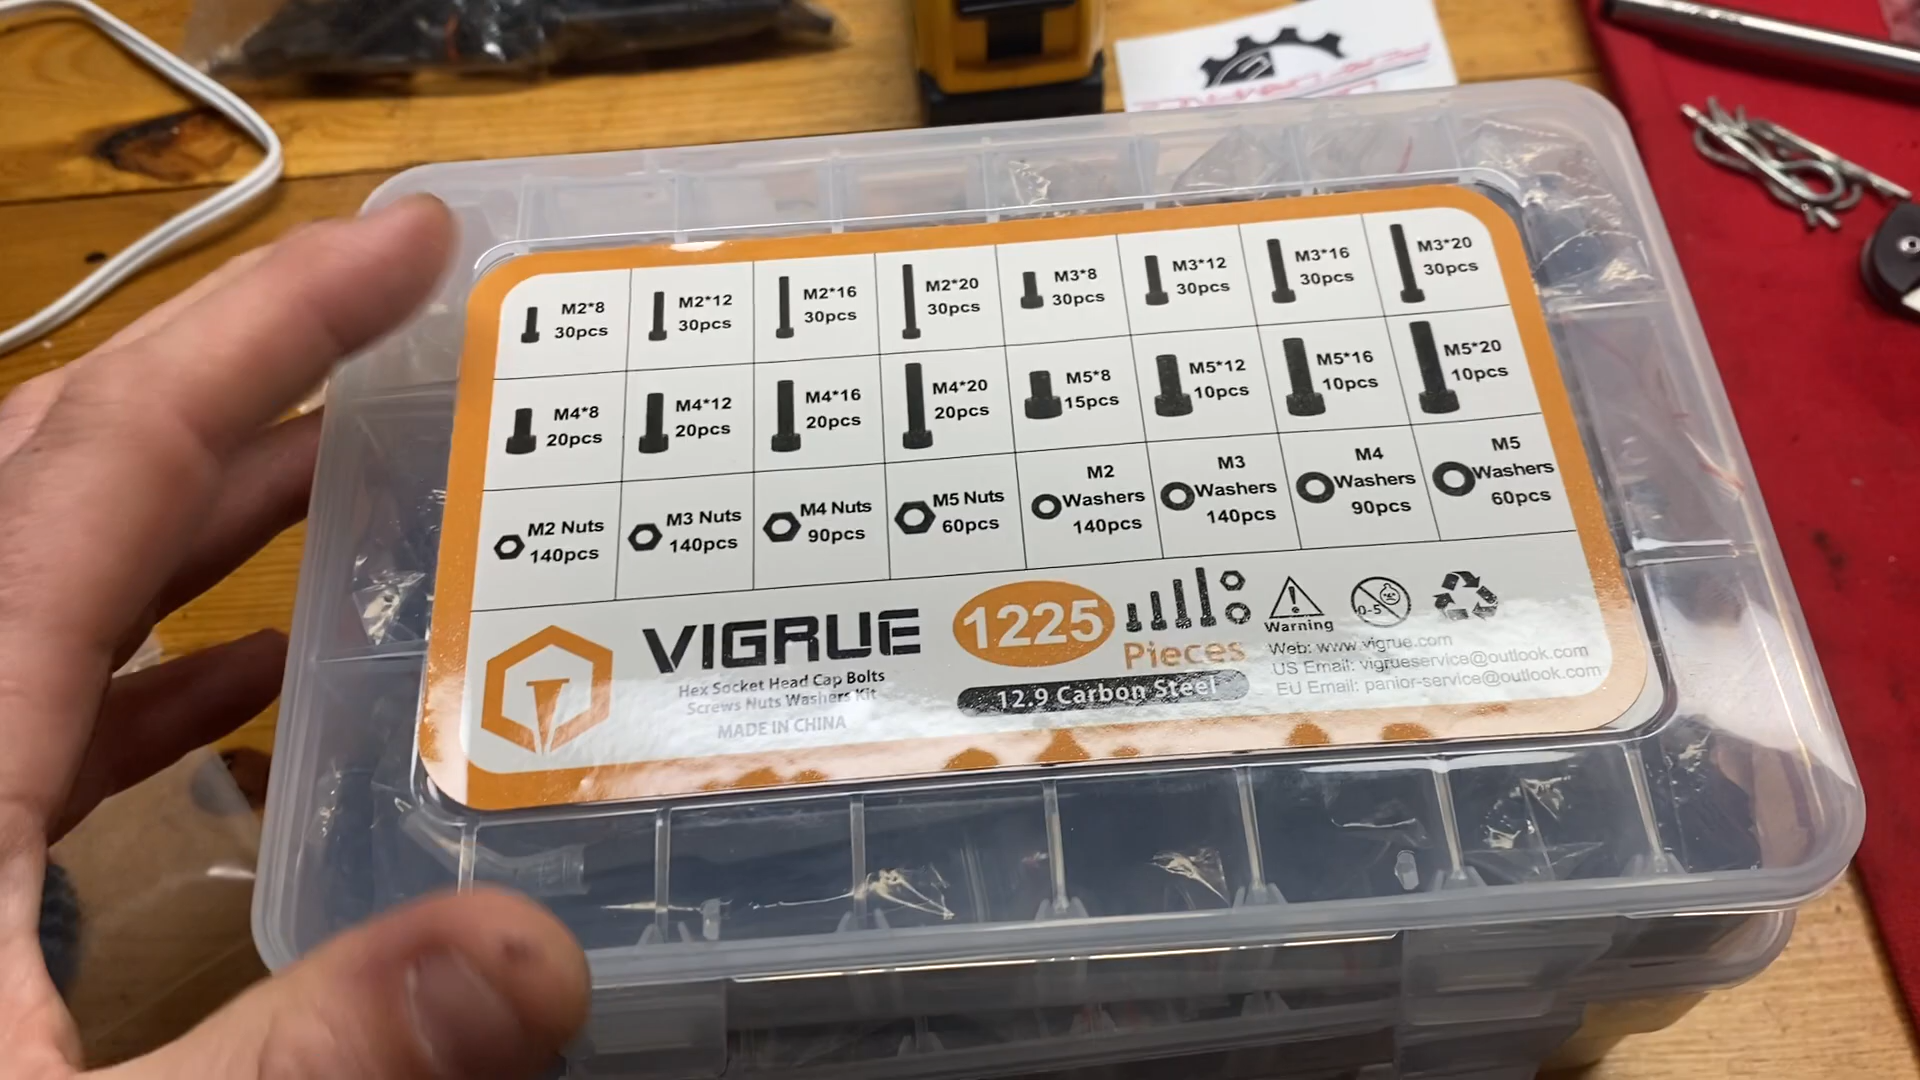 M2*8
30pcs
M2*12
30pcs
M2*16
30pcs
M2*20
30pcs
M3*8
30pcs
M3*12
30pcs
M3*16
30pcs
M3*20
30pcs
M4*8
20pcs
M4*12
20pcs
M4*16
20pcs
M4*20
20pcs
M5*8
15pcs
M5*12
10pcs
M5*16
10pcs
M5*20
10pcs
M2 Nuts
140pcs
M3 Nuts
140pcs
M4 Nuts
90pcs
M5 Nuts
60pcs
M2
Washers
140pcs
M3
Washers
140pcs
M4
Washers
90pcs
M5
Washers
60pcs
VIGRUE
Hex Socket Head Cap Bolts
Screws Nuts Washers Kit
MADE IN CHINA
1225
Pieces
12.9 Carbon Steel
Warning
0-5
Web: www.vigrue.com
US Email: vigrueservice@outlook.com
EU Email: panior-service@outlook.com